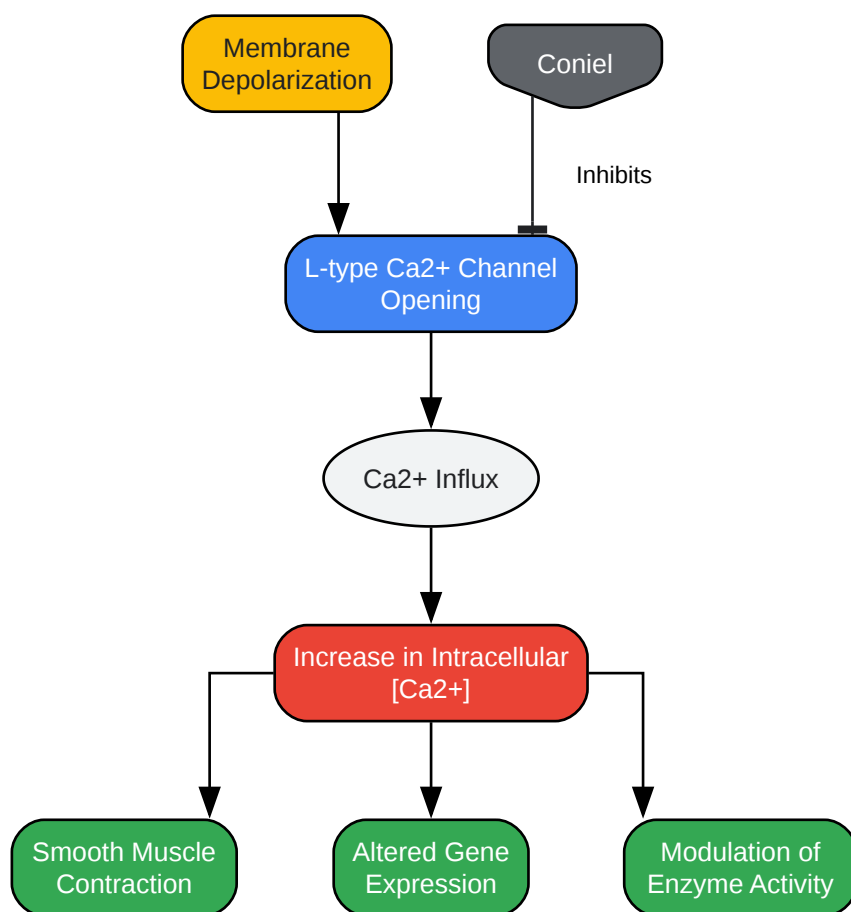 Membrane
Depolarization
Coniel
Inhibits
L-type Ca2+ Channel
Opening
Ca2+ Influx
Increase in Intracellular
[Ca2+]
Smooth Muscle
Contraction
Altered Gene
Expression
Modulation of
Enzyme Activity